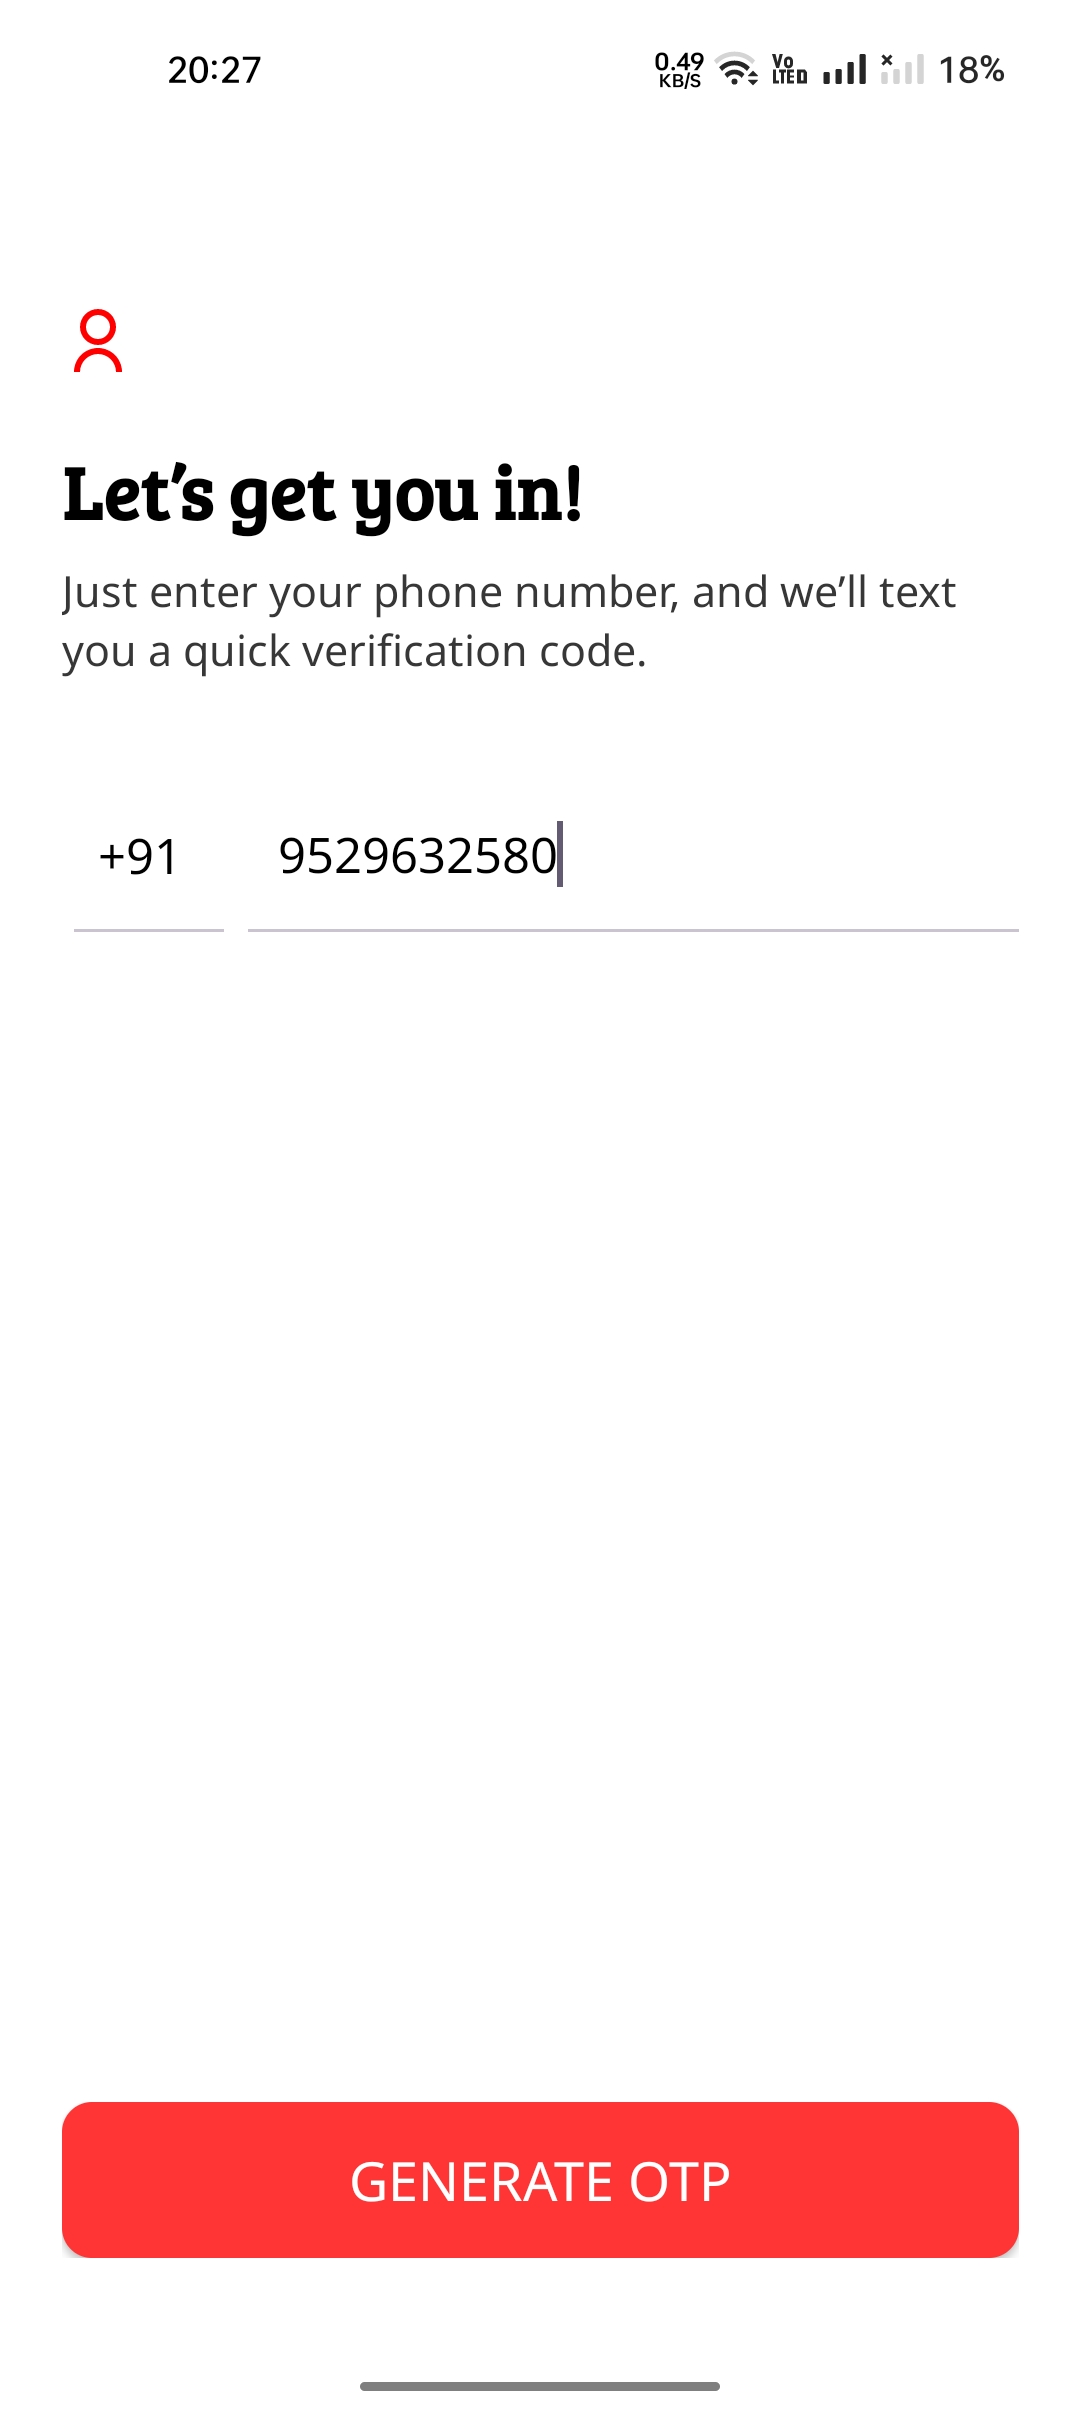 20:27
0.49
KB/S
Vo
LTE D
18%
Let’s get you in!
Just enter your phone number, and we’ll text
you a quick verification code.
+91 9529632580
GENERATE OTP